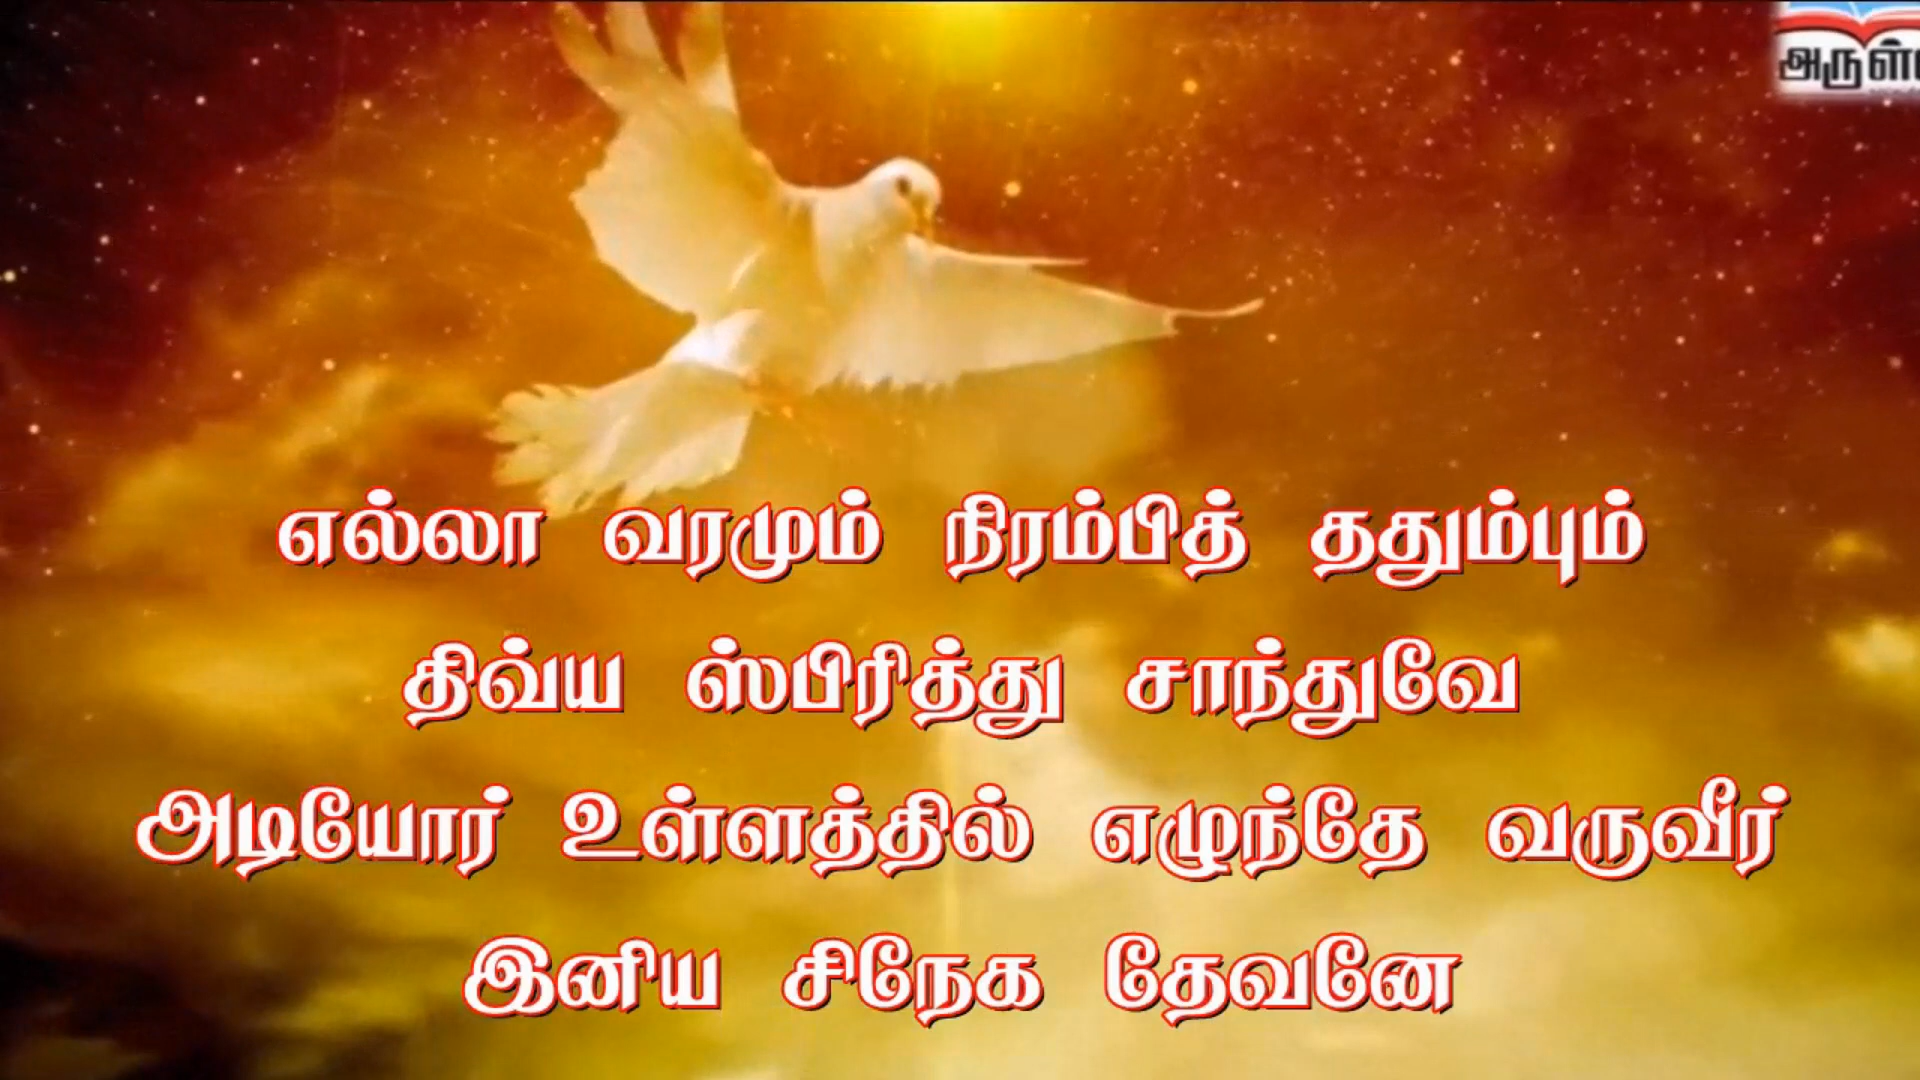 எல்லா வரமும் நிரம்பித் ததும்பும்
திவ்ய ஸ்பிரித்து சாந்துவே
அடியோர் உள்ளத்தில் எழுந்தே வருவீர்
இனிய சிநேக தேவனே